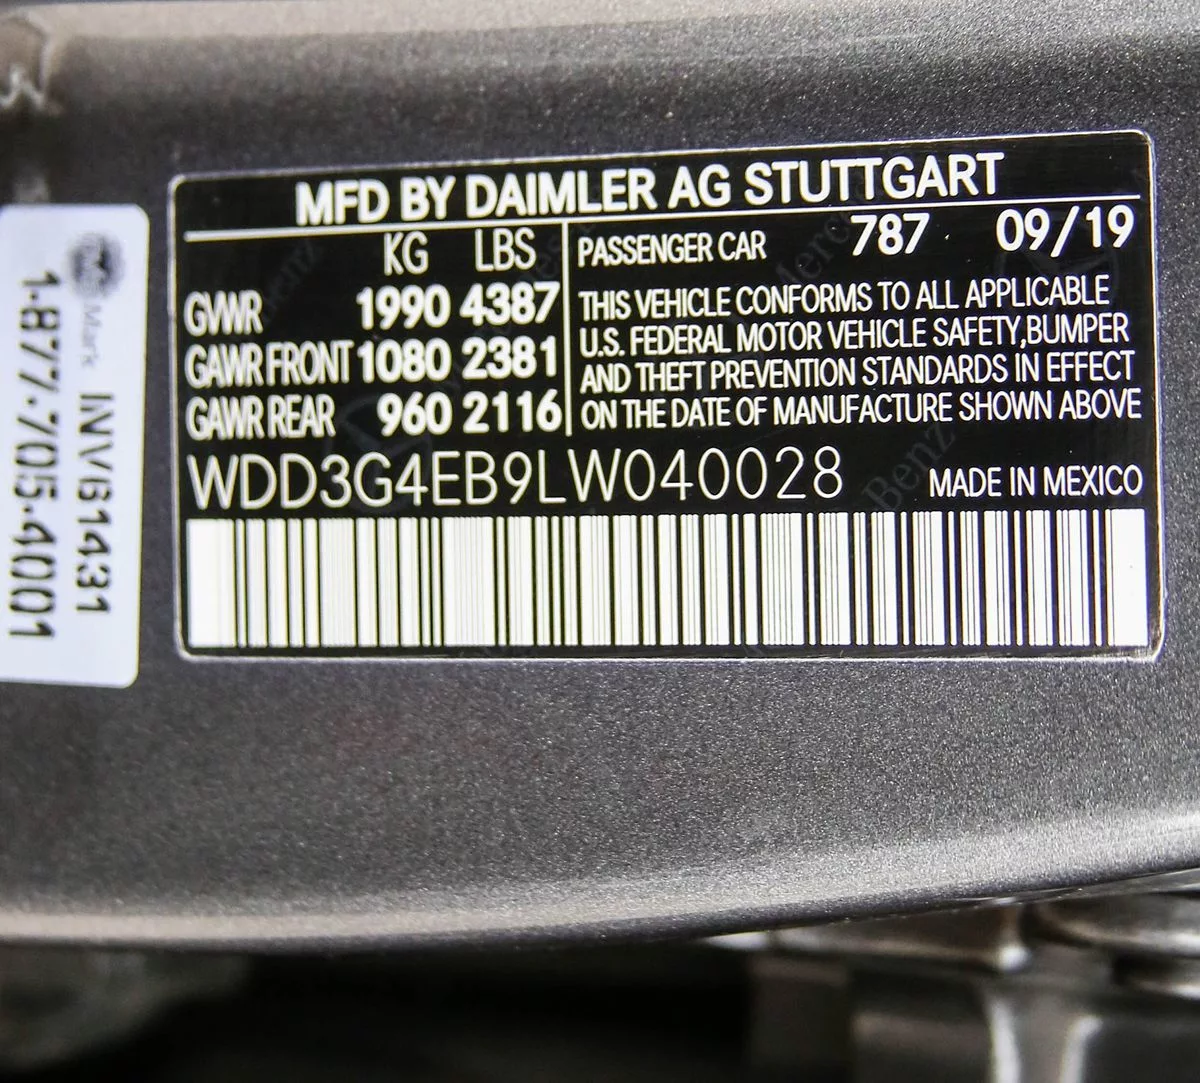 MFD BY DAIMLER AG STUTTGART
KG LBS
GVWR 1990 4387
GAWR FRONT 1080 2381
GAWR REAR 960 2116
PASSENGER CAR 787 09/19
THIS VEHICLE CONFORMS TO ALL APPLICABLE
U.S. FEDERAL MOTOR VEHICLE SAFETY,BUMPER
AND THEFT PREVENTION STANDARDS IN EFFECT
ON THE DATE OF MANUFACTURE SHOWN ABOVE
WDD3G4EB9LW040028 MADE IN MEXICO
INV61431
1-877-705-4001